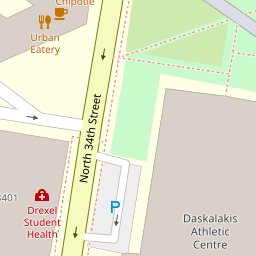 Chipotle
Urban
Eatery
North 34th Street
3401
Drexel
Student
Health
P
Daskalakis
Athletic
Centre